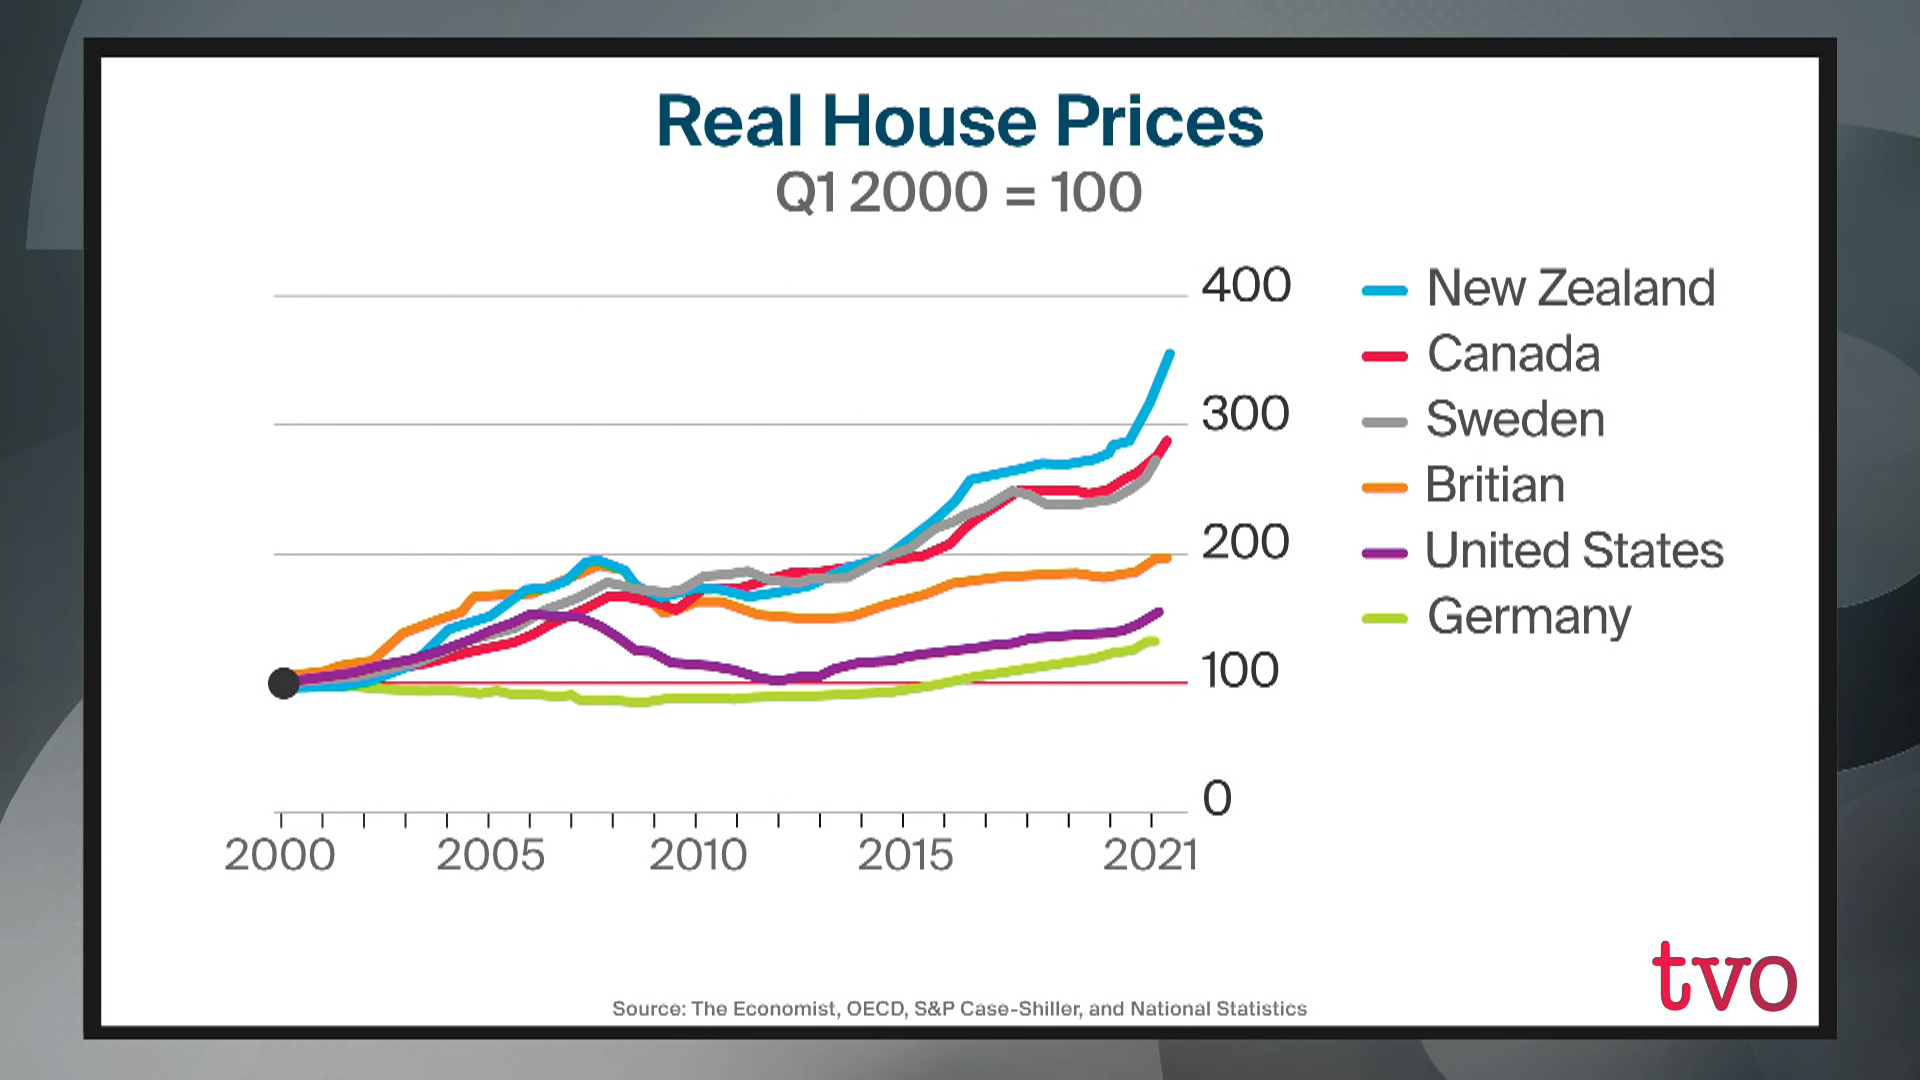 Real House Prices
Q1 2000 = 100
400
300
200
100
0
2000 2005 2010 2015 2021
New Zealand
Canada
Sweden
Britian
United States
Germany
Source: The Economist, OECD, S&P Case-Shiller, and National Statistics
tvo